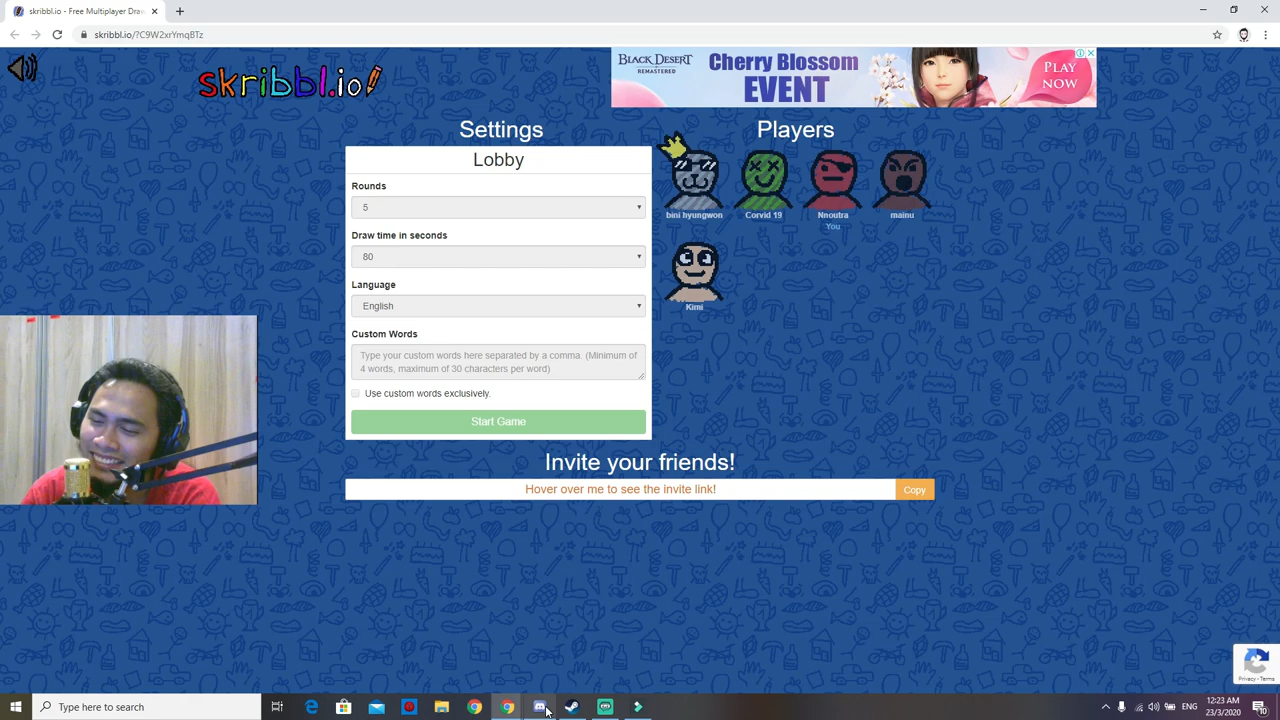 skribbl.io - Free Multiplayer Draw
skribbl.io/?C9W2xrYmqBTz
skribbl.io
BLACK DESERT
REMASTERED
Cherry Blossom
EVENT
PLAY
NOW
Settings
Players
Lobby
Rounds
5
Draw time in seconds
80
Language
English
Custom Words
Type your custom words here separated by a comma. (Minimum of
4 words, maximum of 30 characters per word)
Use custom words exclusively.
Start Game
bini hyungwon
Corvid 19
Nnoutra
mainu
You
Kimi
Invite your friends!
Hover over me to see the invite link!
Copy
Privacy - Terms
Type here to search
ENG
12:23 AM
23/3/2020
10